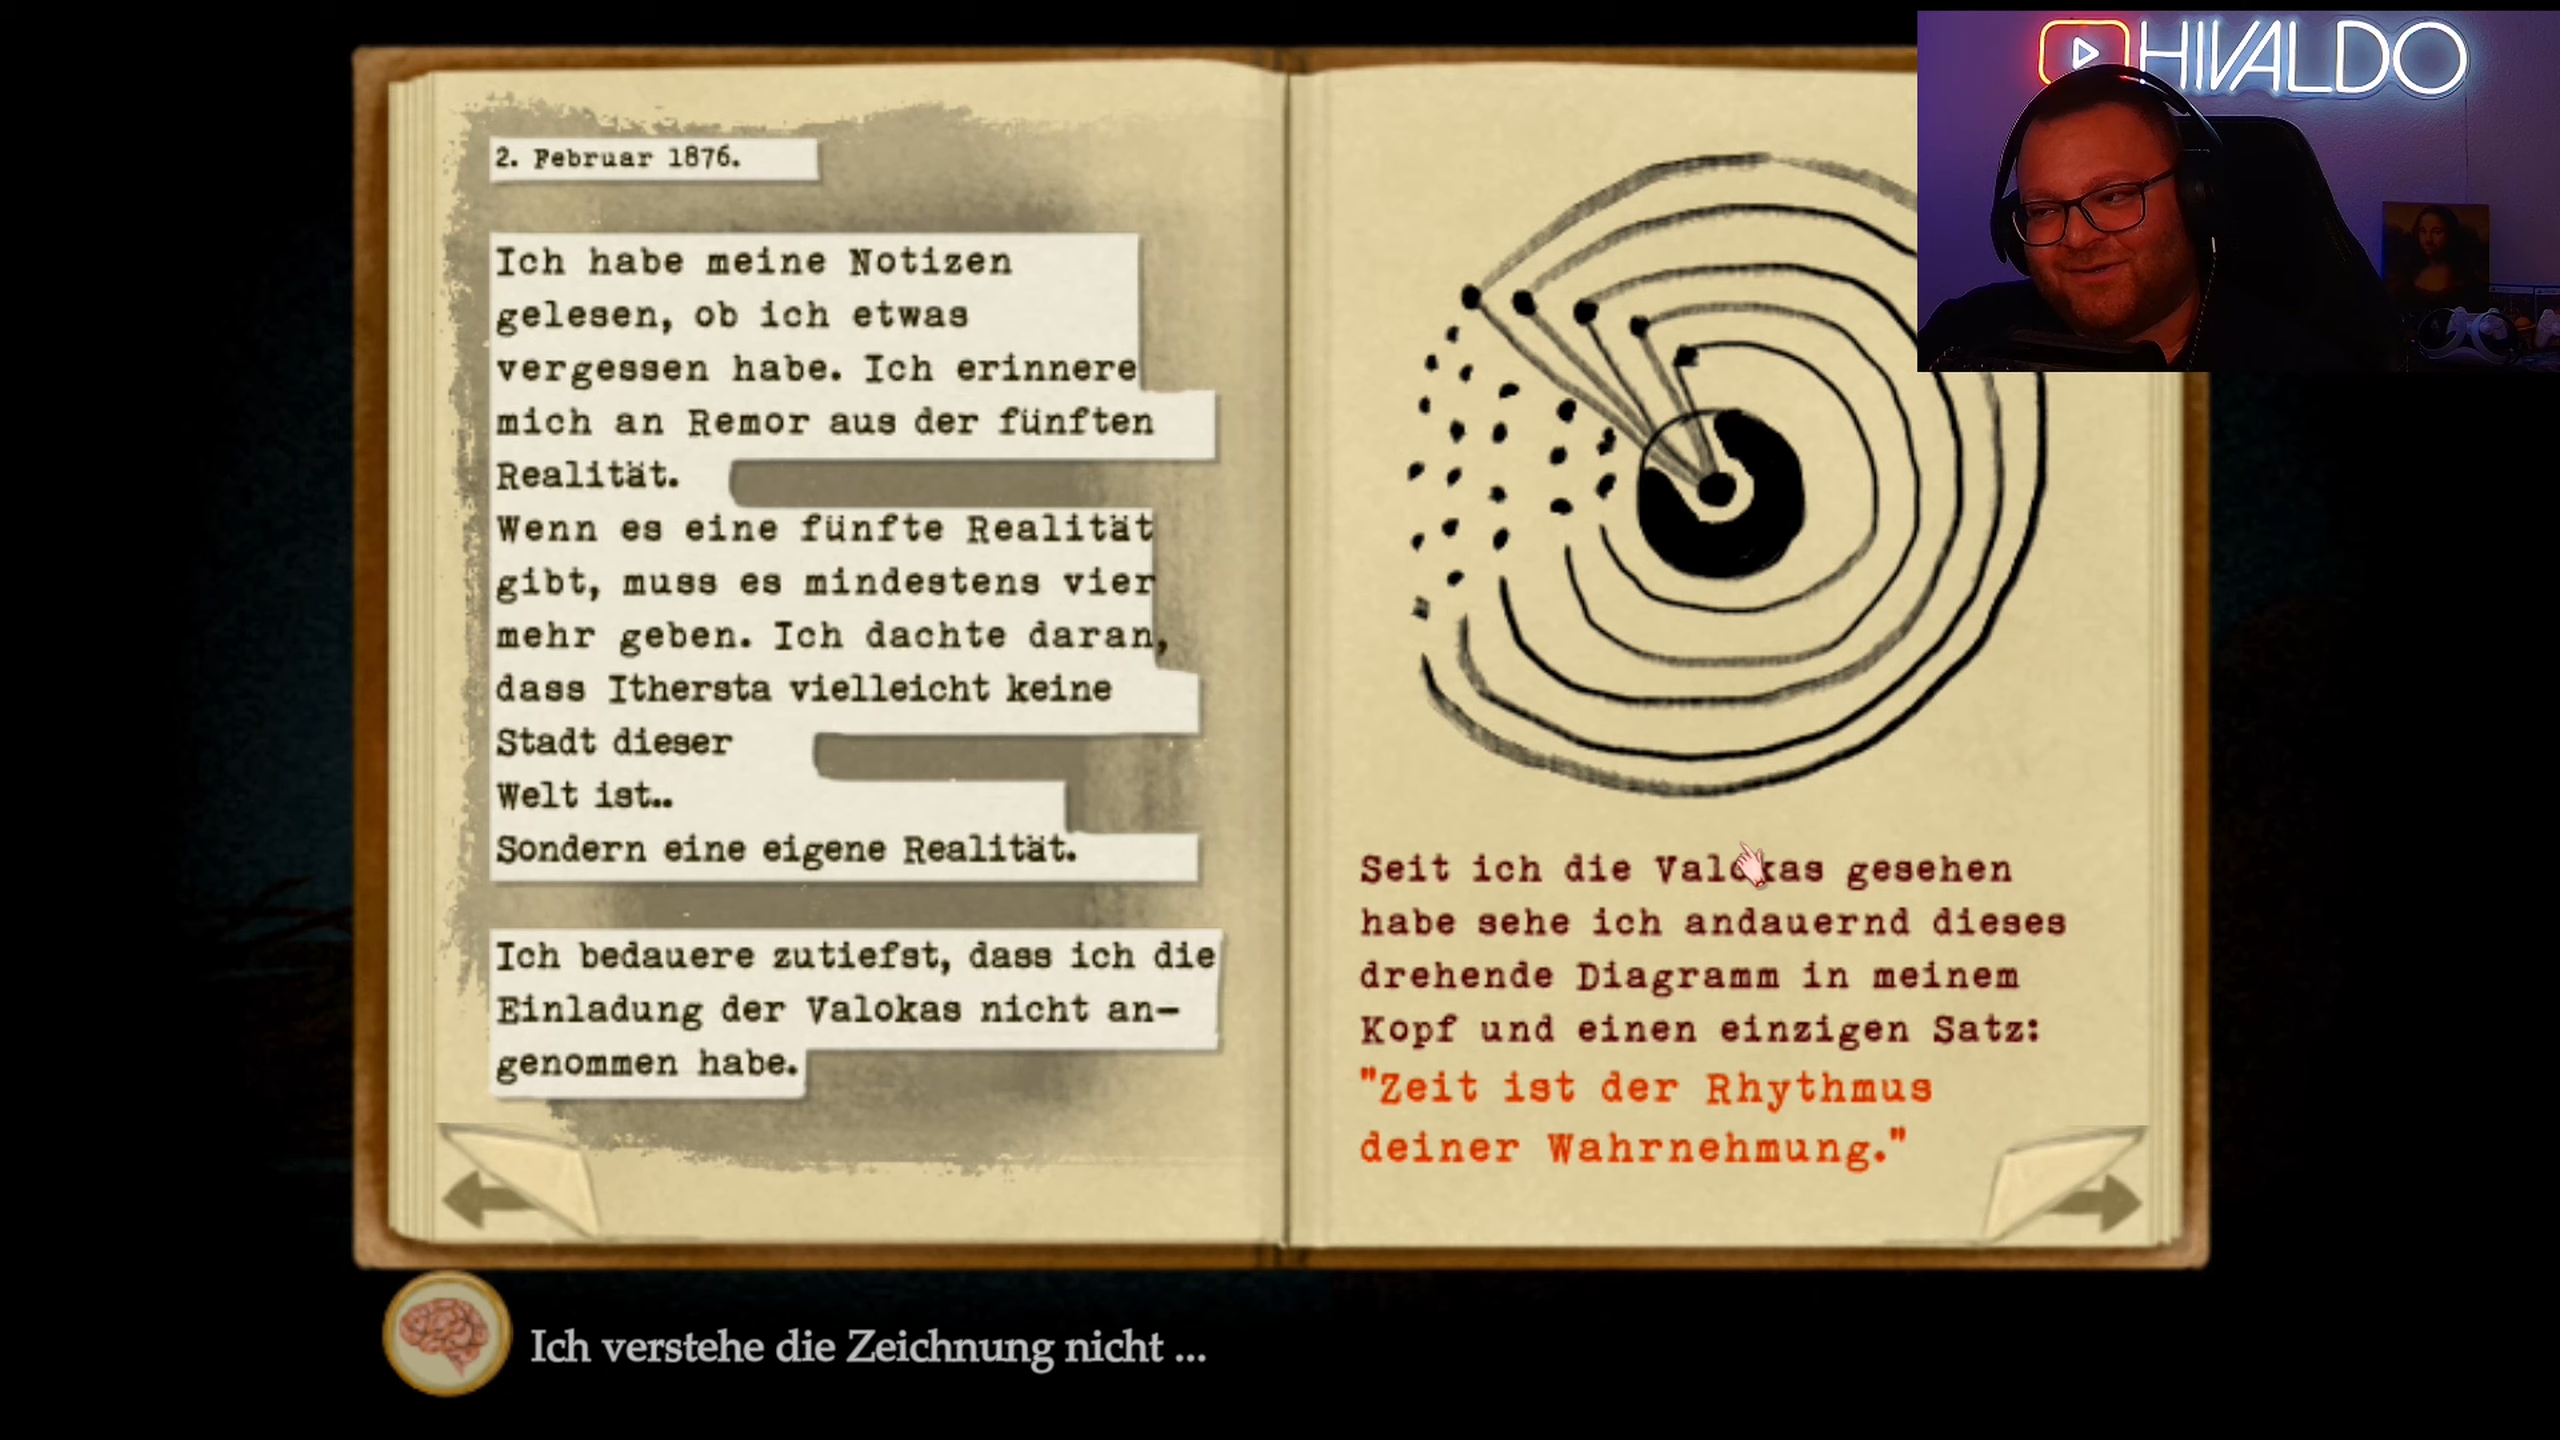 HIVALDO
2. Februar 1876.
Ich habe meine Notizen
gelesen, ob ich etwas
vergessen habe. Ich erinnere
mich an Remor aus der fünften
Realität.
Wenn es eine fünfte Realität
gibt, muss es mindestens vier
mehr geben. Ich dachte daran,
dass Ithersta vielleicht keine
Stadt dieser
Welt ist..
Sondern eine eigene Realität.
Ich bedauere zutiefst, dass ich die
Einladung der Valokas nicht an-
genommen habe.
Seit ich die Valokas gesehen
habe sehe ich andauernd dieses
drehende Diagramm in meinem
Kopf und einen einzigen Satz:
"Zeit ist der Rhythmus
deiner Wahrnehmung."
Ich verstehe die Zeichnung nicht ...